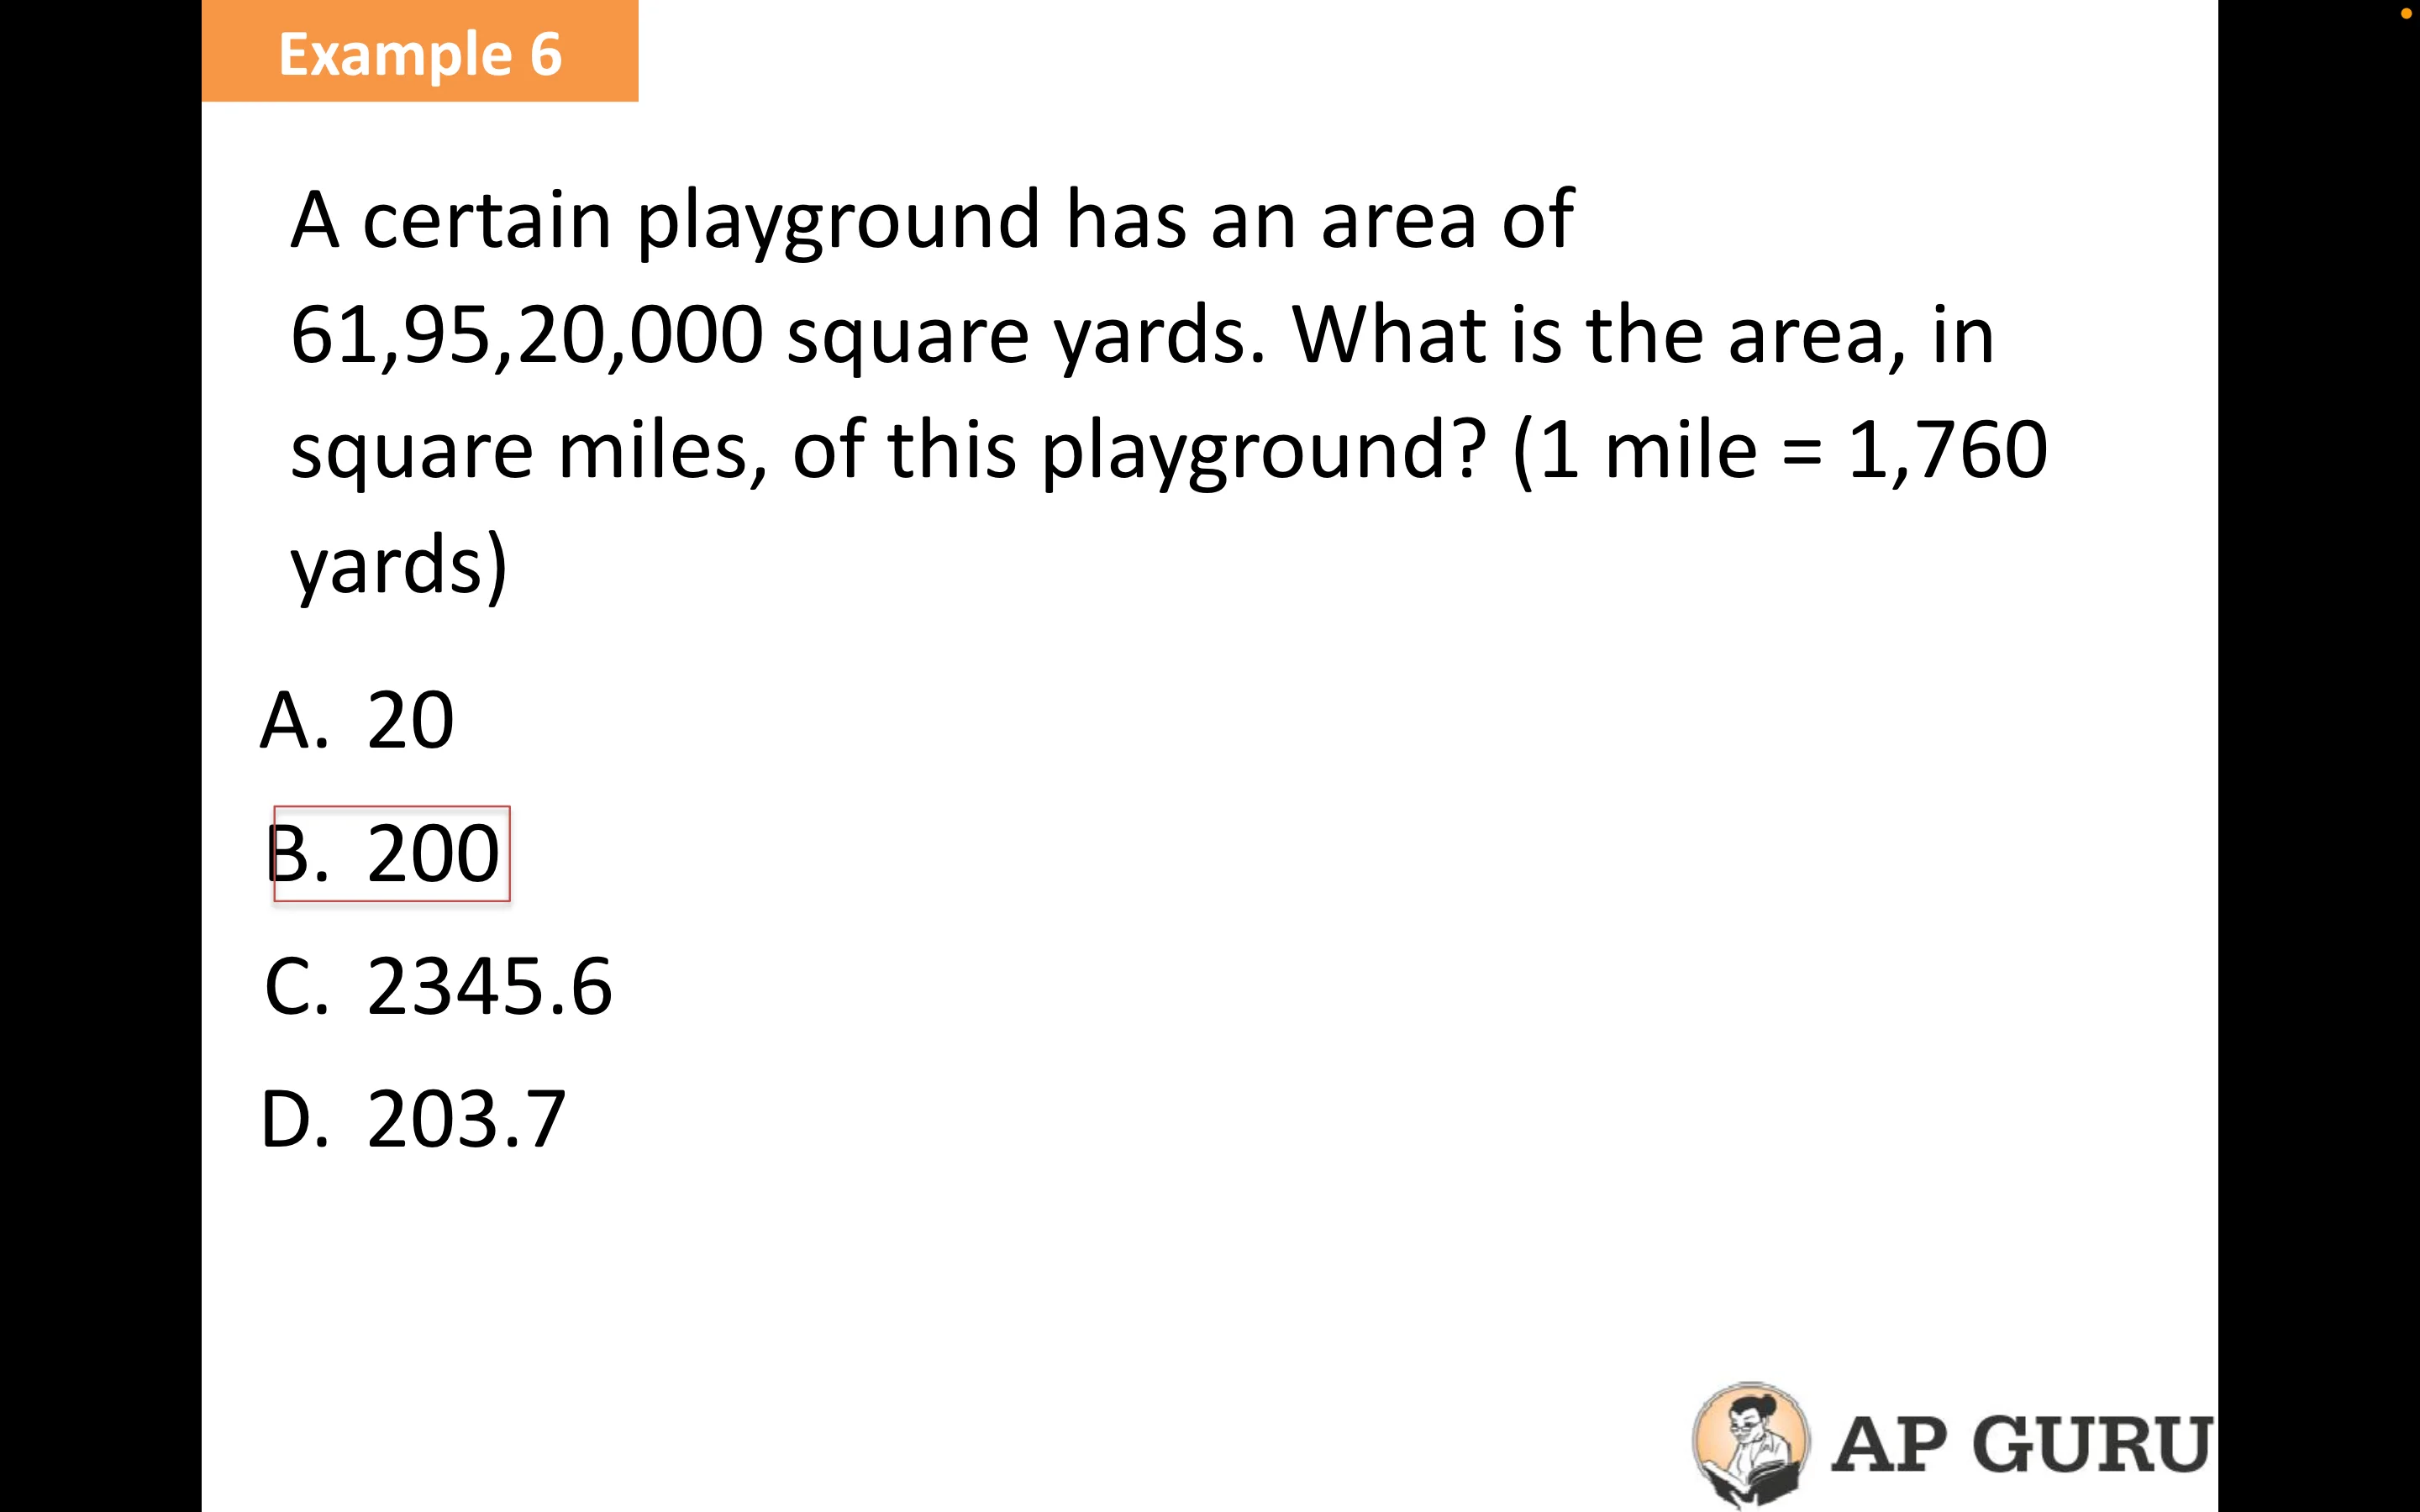 Example 6
A certain playground has an area of
61,95,20,000 square yards. What is the area, in
square miles, of this playground? (1 mile = 1,760
yards)
A. 20
B. 200
C. 2345.6
D. 203.7
AP GURU